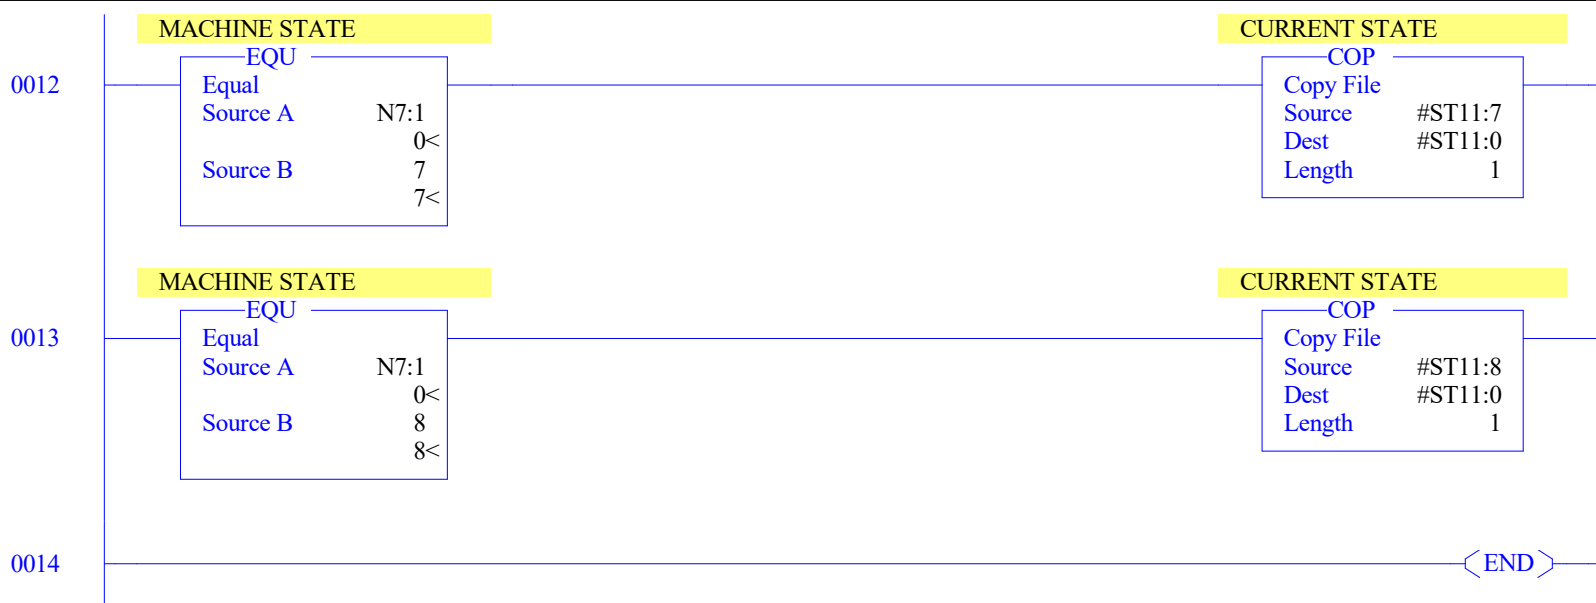 MACHINE STATE CURRENT STATE
EQU COP
0012 Equal Copy File
Source A N7:1 Source #ST11:7
0< Dest #ST11:0
Source B 7 Length 1
7<
MACHINE STATE CURRENT STATE
EQU COP
0013 Equal Copy File
Source A N7:1 Source #ST11:8
0< Dest #ST11:0
Source B 8 Length 1
8<
0014 END